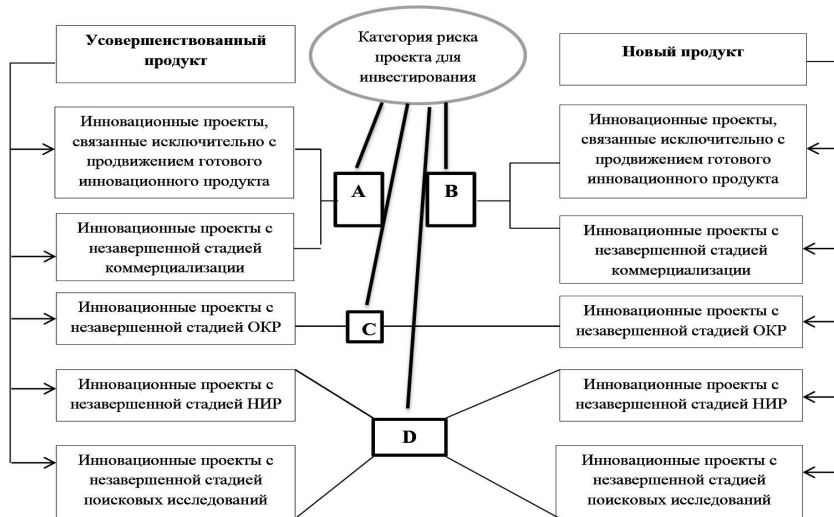 Усовершенствованный
продукт
Категория риска
проекта для
инвестирования
Новый продукт
Инновационные проекты,
связанные исключительно с
продвижением готового
инновационного продукта
A
B
Инновационные проекты,
связанные исключительно с
продвижением готового
инновационного продукта
Инновационные проекты с
незавершенной стадией
коммерциализации
Инновационные проекты с
незавершенной стадией
коммерциализации
Инновационные проекты с
незавершенной стадией ОКР
C
Инновационные проекты с
незавершенной стадией ОКР
Инновационные проекты с
незавершенной стадией НИР
D
Инновационные проекты с
незавершенной стадией НИР
Инновационные проекты с
незавершенной стадией
поисковых исследований
Инновационные проекты с
незавершенной стадией
поисковых исследований